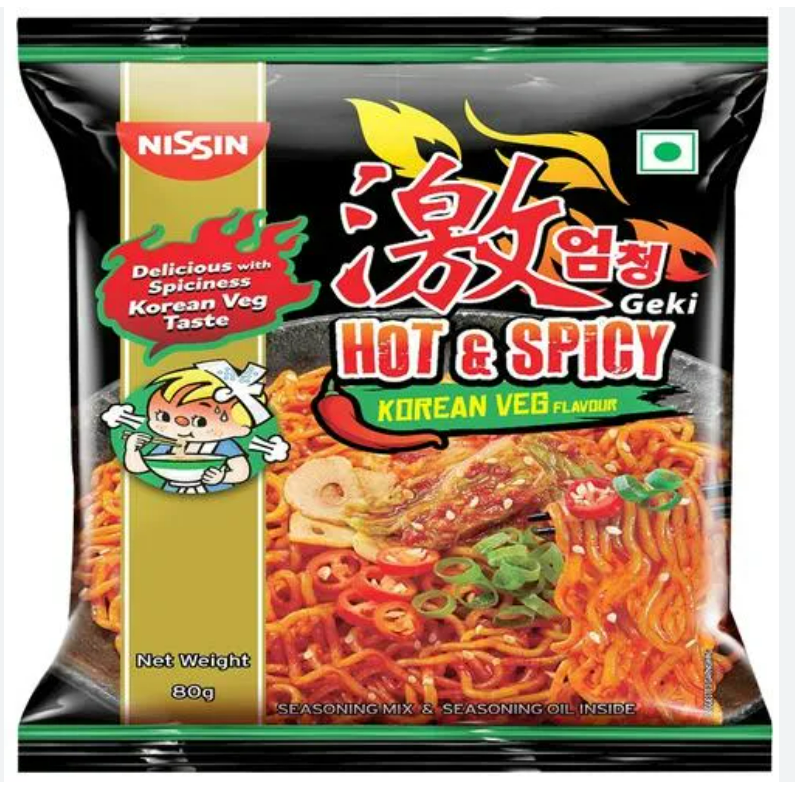 NISSIN
激 엄청
Geki
Delicious with
Spiciness
Korean Veg
Taste
HOT & SPICY
KOREAN VEG FLAVOUR
Net Weight
80g
SEASONING MIX & SEASONING OIL INSIDE